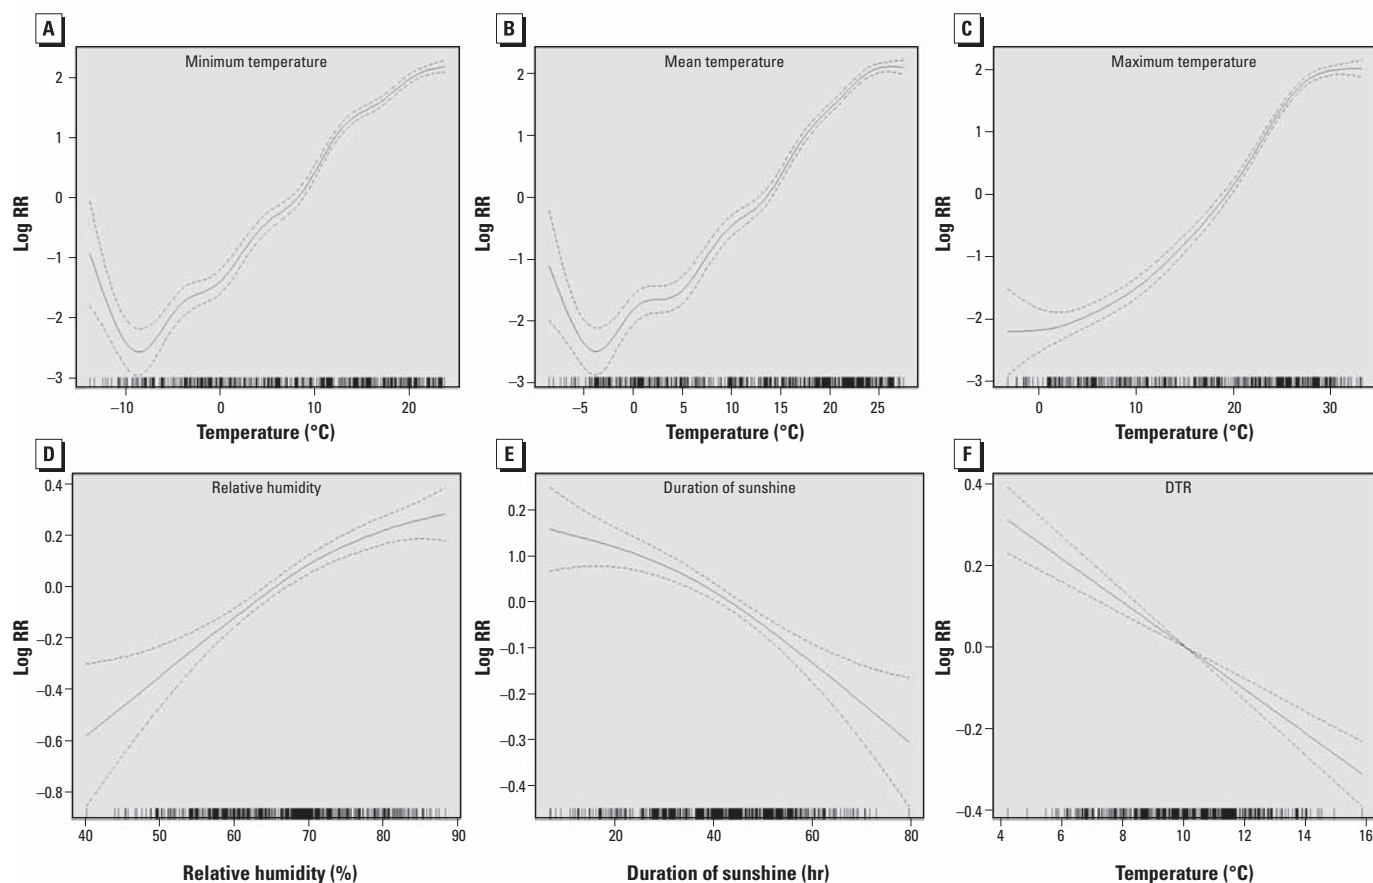 A
Minimum temperature
2
1
0
–1
–2
–3
Log RR
–10
0
10
20
Temperature (°C)
B
Mean temperature
2
1
0
–1
–2
–3
Log RR
–5
0
5
10
15
20
25
Temperature (°C)
C
Maximum temperature
2
1
0
–1
–2
–3
Log RR
0
10
20
30
Temperature (°C)
D
Relative humidity
0.4
0.2
0.0
–0.2
–0.4
–0.6
–0.8
Log RR
40
50
60
70
80
90
Relative humidity (%)
E
Duration of sunshine
0.2
1.0
0.0
–0.1
–0.2
–0.3
–0.4
Log RR
20
40
60
80
Duration of sunshine (hr)
F
DTR
0.4
0.2
0.0
–0.2
–0.4
Log RR
4
6
8
10
12
14
16
Temperature (°C)